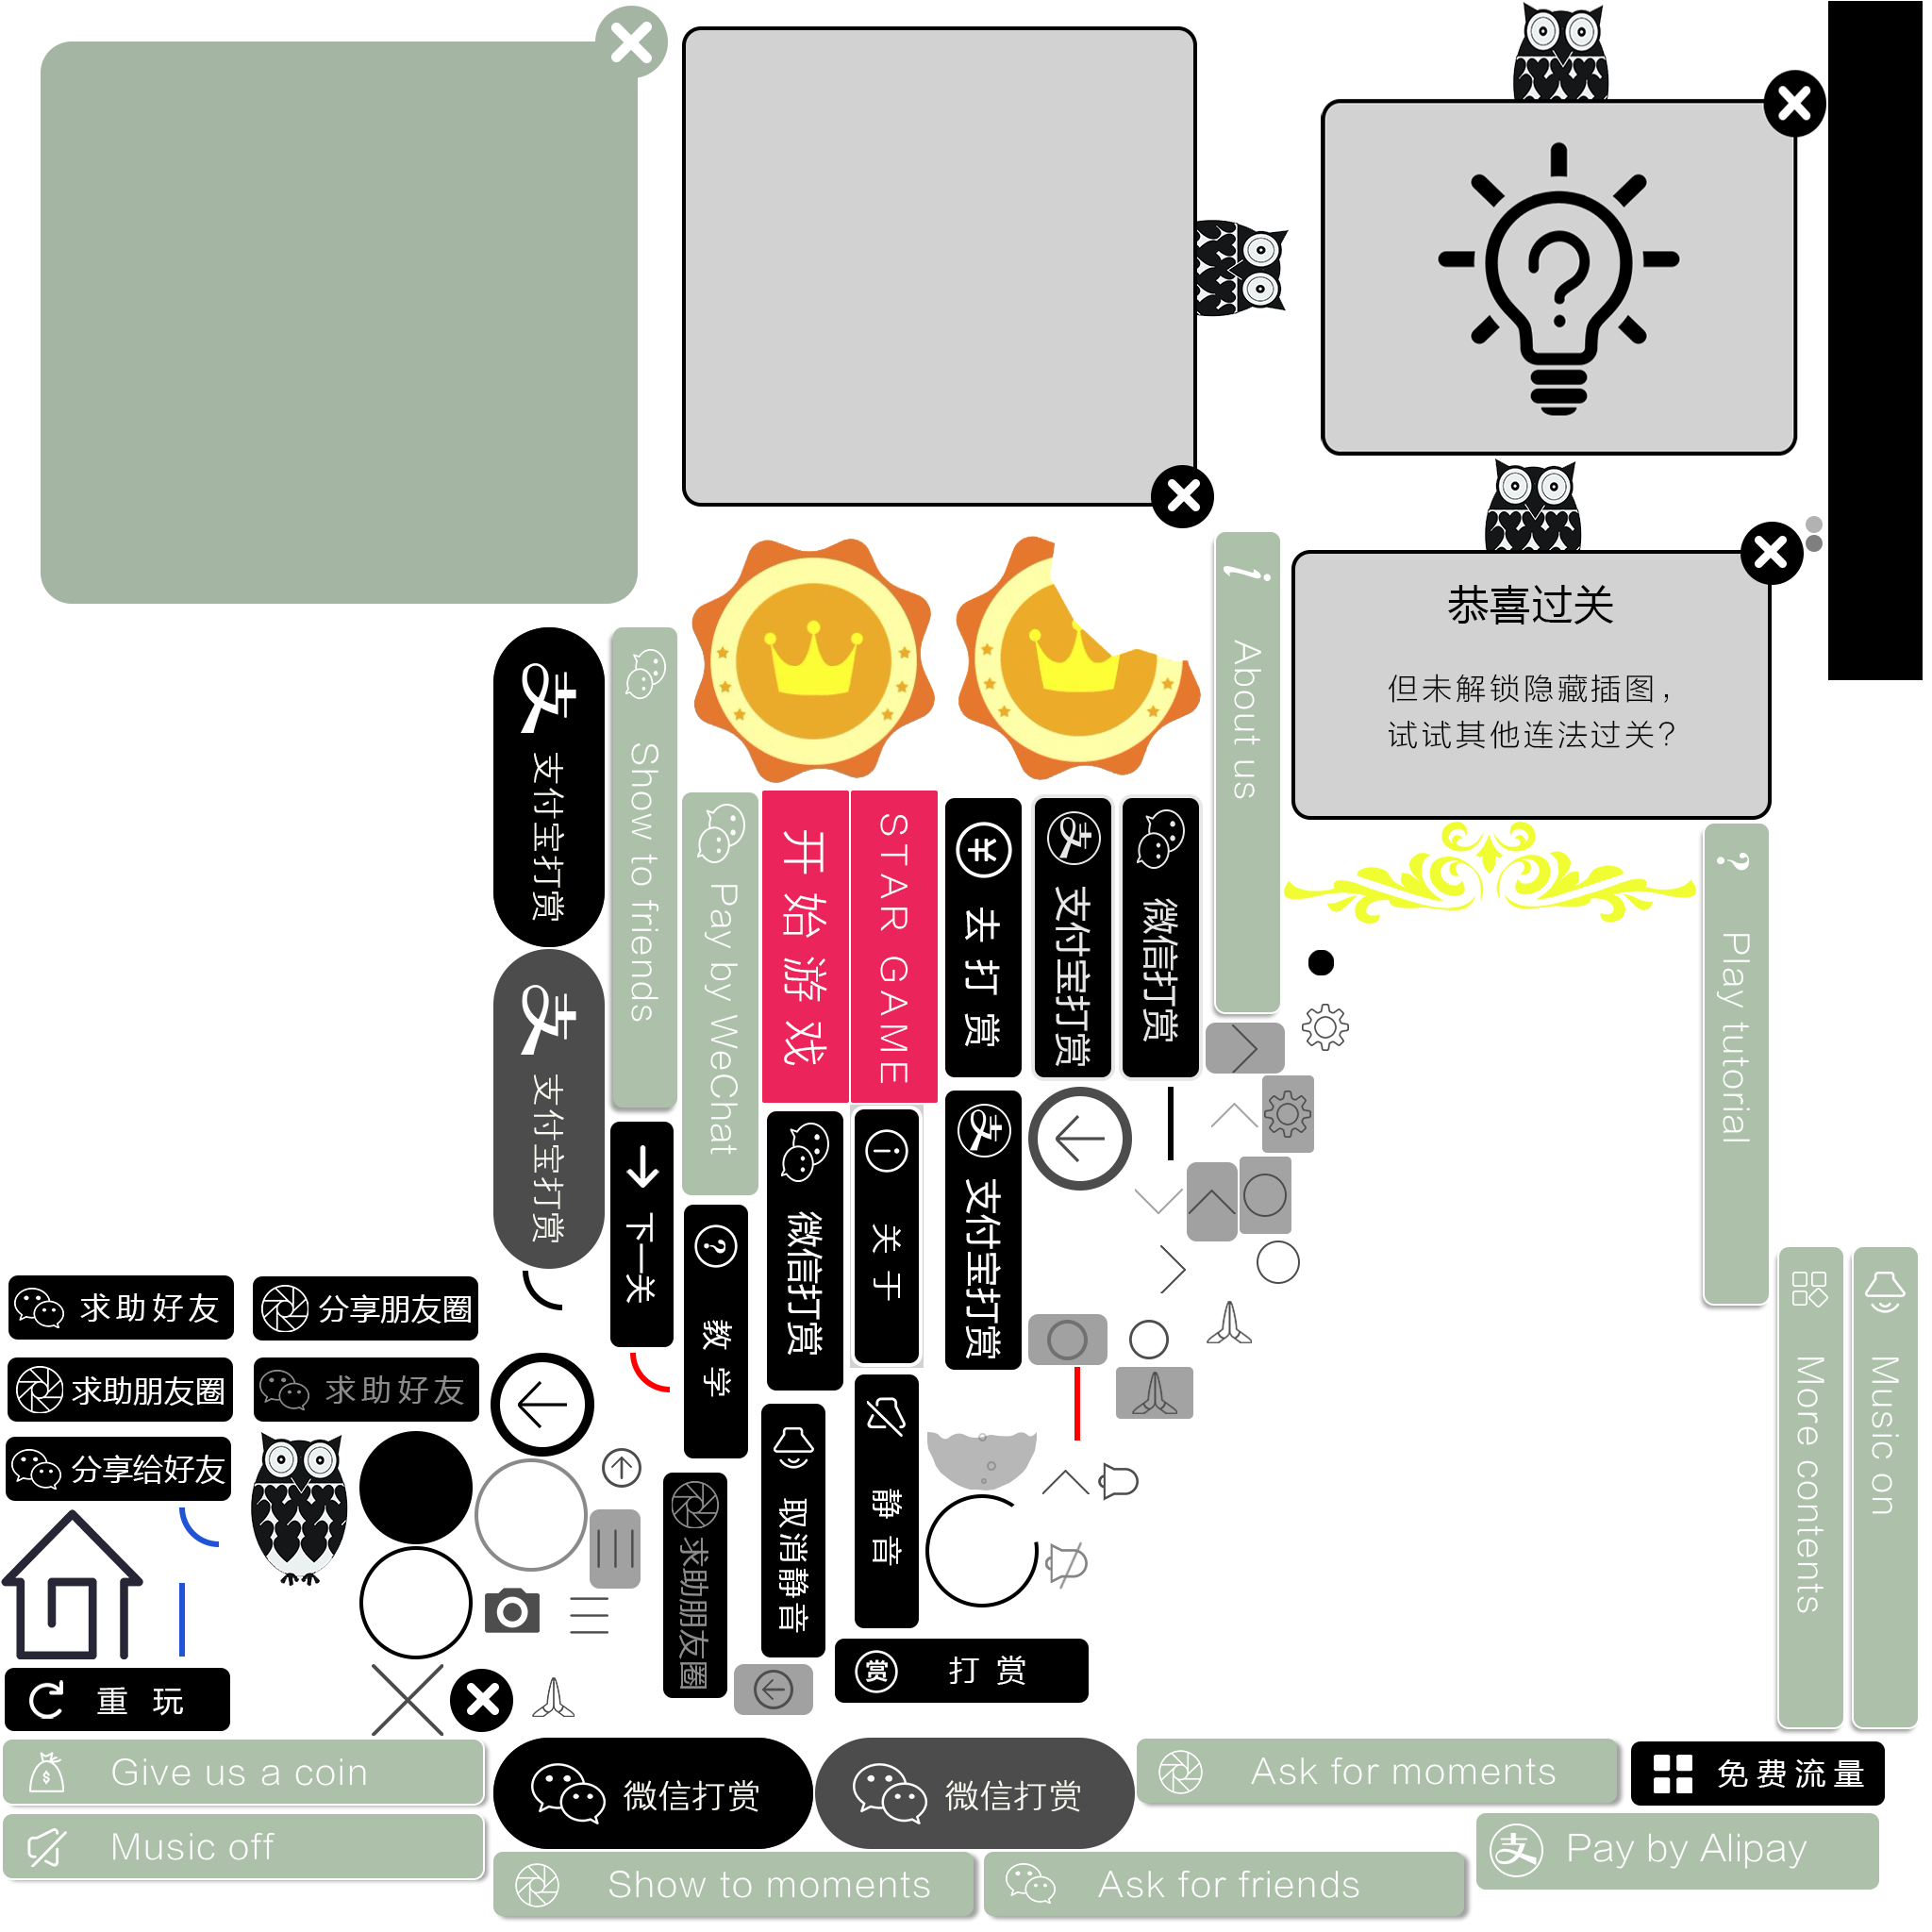 恭喜过关
但未解锁隐藏插图，
试试其他连法过关？
支付宝打赏
Show to friends
About us
Pay by WeChat
开始游戏
STAR GAME
去打赏
支付宝打赏
微信打赏
Play tutorial
支付宝打赏
下一关
教学
微信打赏
关于
支付宝打赏
求助好友
分享朋友圈
求助朋友圈
求助好友
分享给好友
求助朋友圈
取消静音
静音
More contents
Music on
赏 打赏
重玩
Give us a coin
微信打赏
微信打赏
Ask for moments
免费流量
Music off
Pay by Alipay
Show to moments
Ask for friends